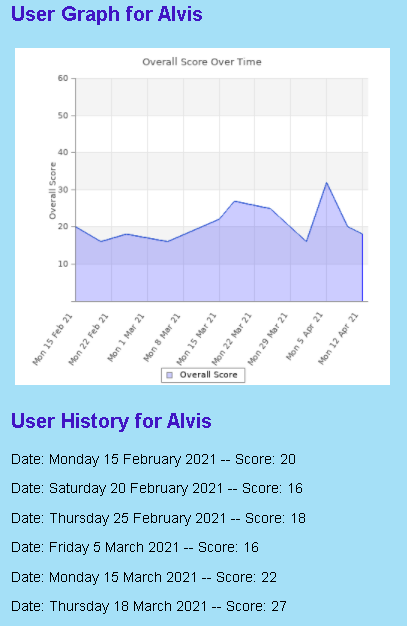 User Graph for Alvis
Overall Score Over Time
60
50
40
30
20
10
Overall Score
Mon 15 Feb 21
Mon 22 Feb 21
Mon 1 Mar 21
Mon 8 Mar 21
Mon 15 Mar 21
Mon 22 Mar 21
Mon 29 Mar 21
Mon 5 Apr 21
Mon 12 Apr 21
Overall Score
User History for Alvis
Date: Monday 15 February 2021 -- Score: 20
Date: Saturday 20 February 2021 -- Score: 16
Date: Thursday 25 February 2021 -- Score: 18
Date: Friday 5 March 2021 -- Score: 16
Date: Monday 15 March 2021 -- Score: 22
Date: Thursday 18 March 2021 -- Score: 27